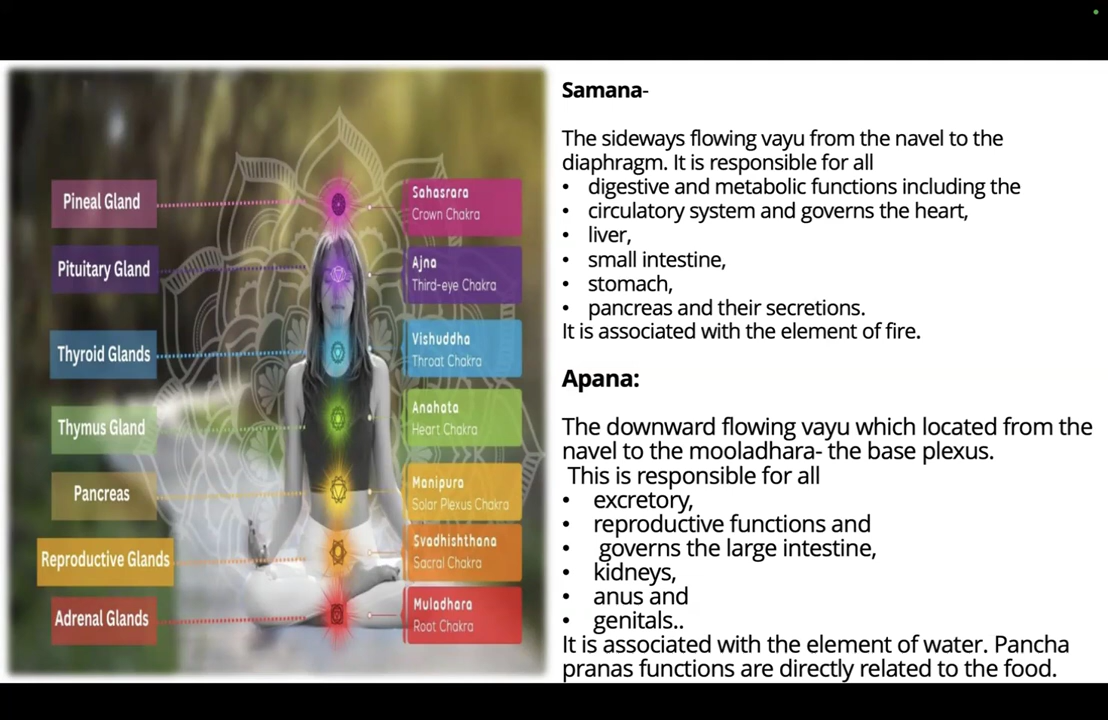 Pineal Gland
Pituitary Gland
Thyroid Glands
Thymus Gland
Pancreas
Reproductive Glands
Adrenal Glands
Sahasrara
Crown Chakra
Ajna
Third-eye Chakra
Vishuddha
Throat Chakra
Anahata
Heart Chakra
Manipura
Solar Plexus Chakra
Svadhishthana
Sacral Chakra
Muladhara
Root Chakra
Samana-
The sideways flowing vayu from the navel to the
diaphragm. It is responsible for all
• digestive and metabolic functions including the
• circulatory system and governs the heart,
• liver,
• small intestine,
• stomach,
• pancreas and their secretions.
It is associated with the element of fire.
Apana:
The downward flowing vayu which located from the
navel to the mooladhara- the base plexus.
This is responsible for all
• excretory,
• reproductive functions and
• governs the large intestine,
• kidneys,
• anus and
• genitals..
It is associated with the element of water. Pancha
pranas functions are directly related to the food.